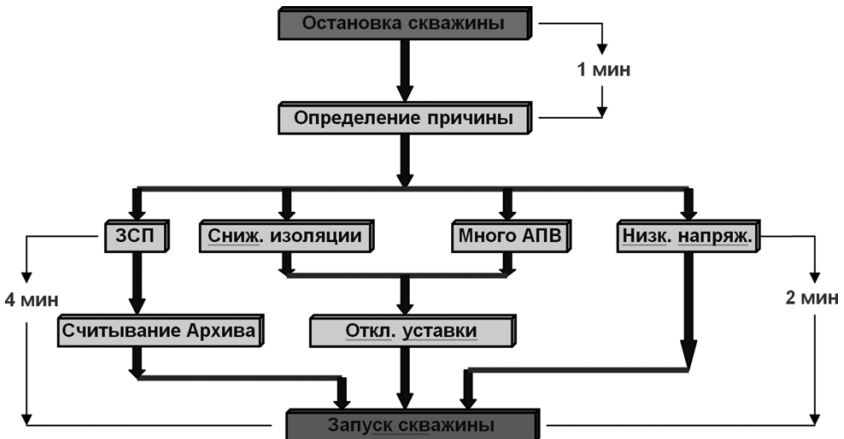 Остановка скважины
1 мин
Определение причины
ЗСП
Сниж. изоляции
Много АПВ
Низк. напряж.
4 мин
2 мин
Считывание Архива
Откл. уставки
Запуск скважины